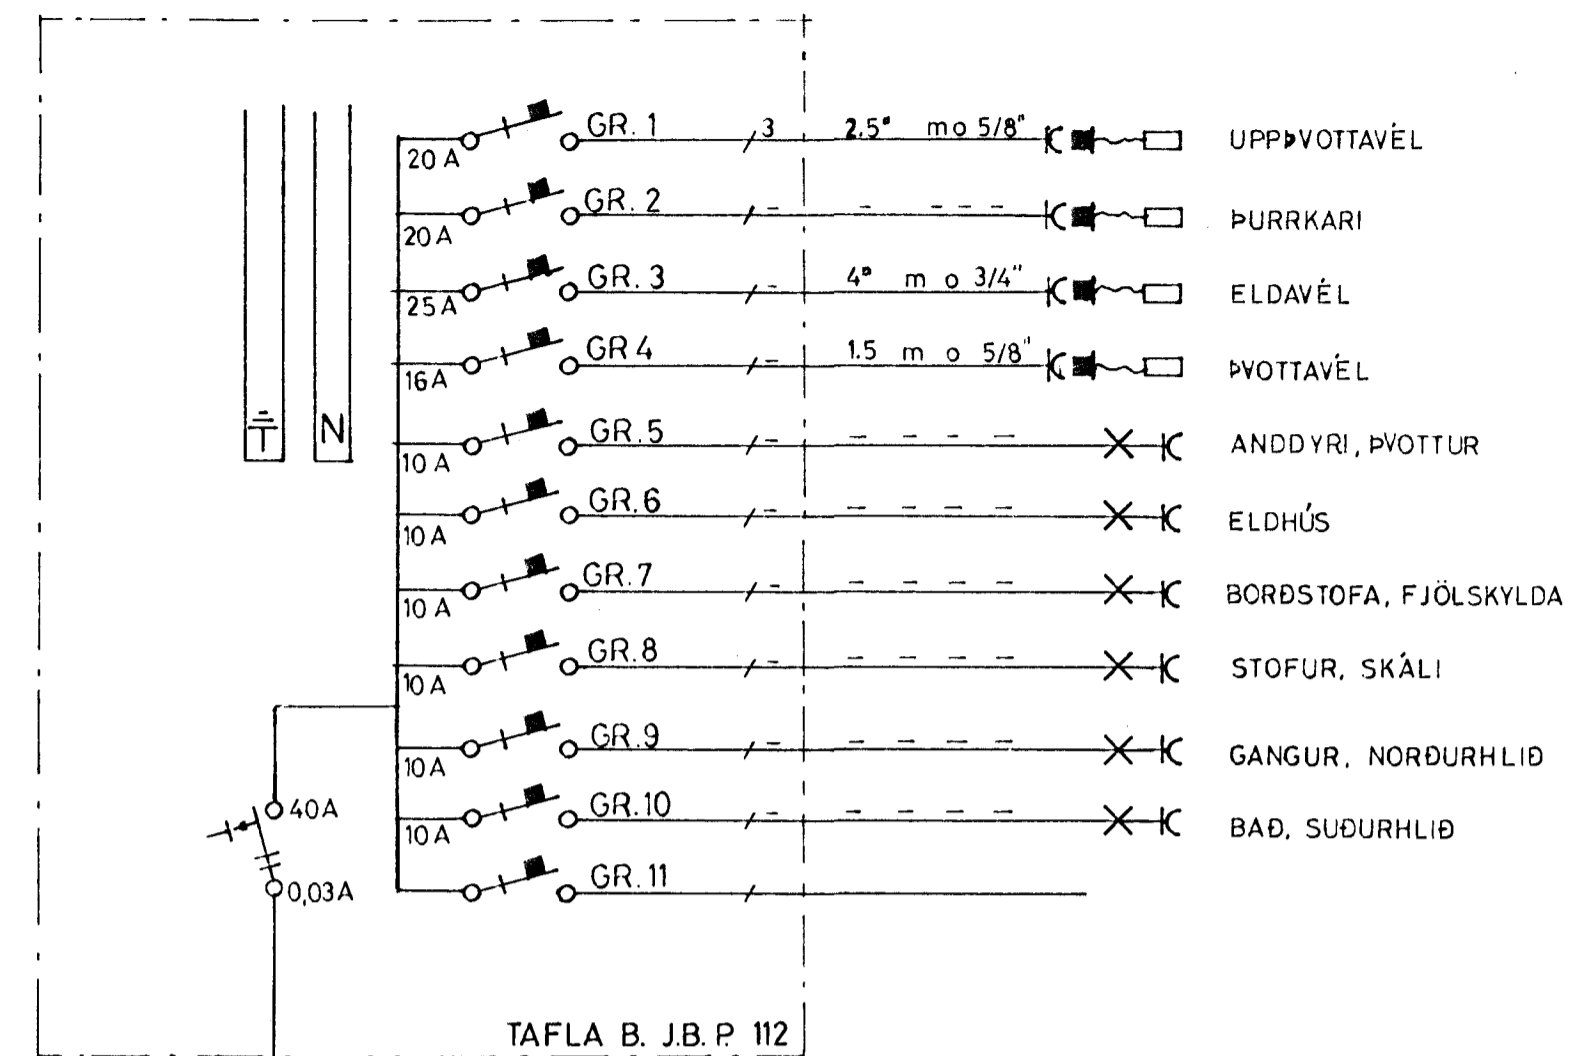 GR. 1 3 2.5" mo 5/8" UPPÞVOTTAVÉL
20 A
GR. 2 - - - - - ÞURRKARI
20 A
GR. 3 - 4" m o 3/4" ELDAVÉL
25 A
GR 4 - 1.5 m o 5/8" ÞVOTTAVÉL
16 A
GR. 5 - - - - - ANDDYRI, ÞVOTTUR
T N
10 A
GR. 6 - - - - - ELDHÚS
10 A
GR. 7 - - - - - BORÐSTOFA, FJÖLSKYLDA
10 A
GR. 8 - - - - - STOFUR, SKÁLI
10 A
GR. 9 - - - - - GANGUR, NORÐURHLIÐ
10 A
40 A
GR. 10 - - - - - BAÐ, SUÐURHLIÐ
10 A
GR. 11
0,03 A
TAFLA B. J.B.P. 112